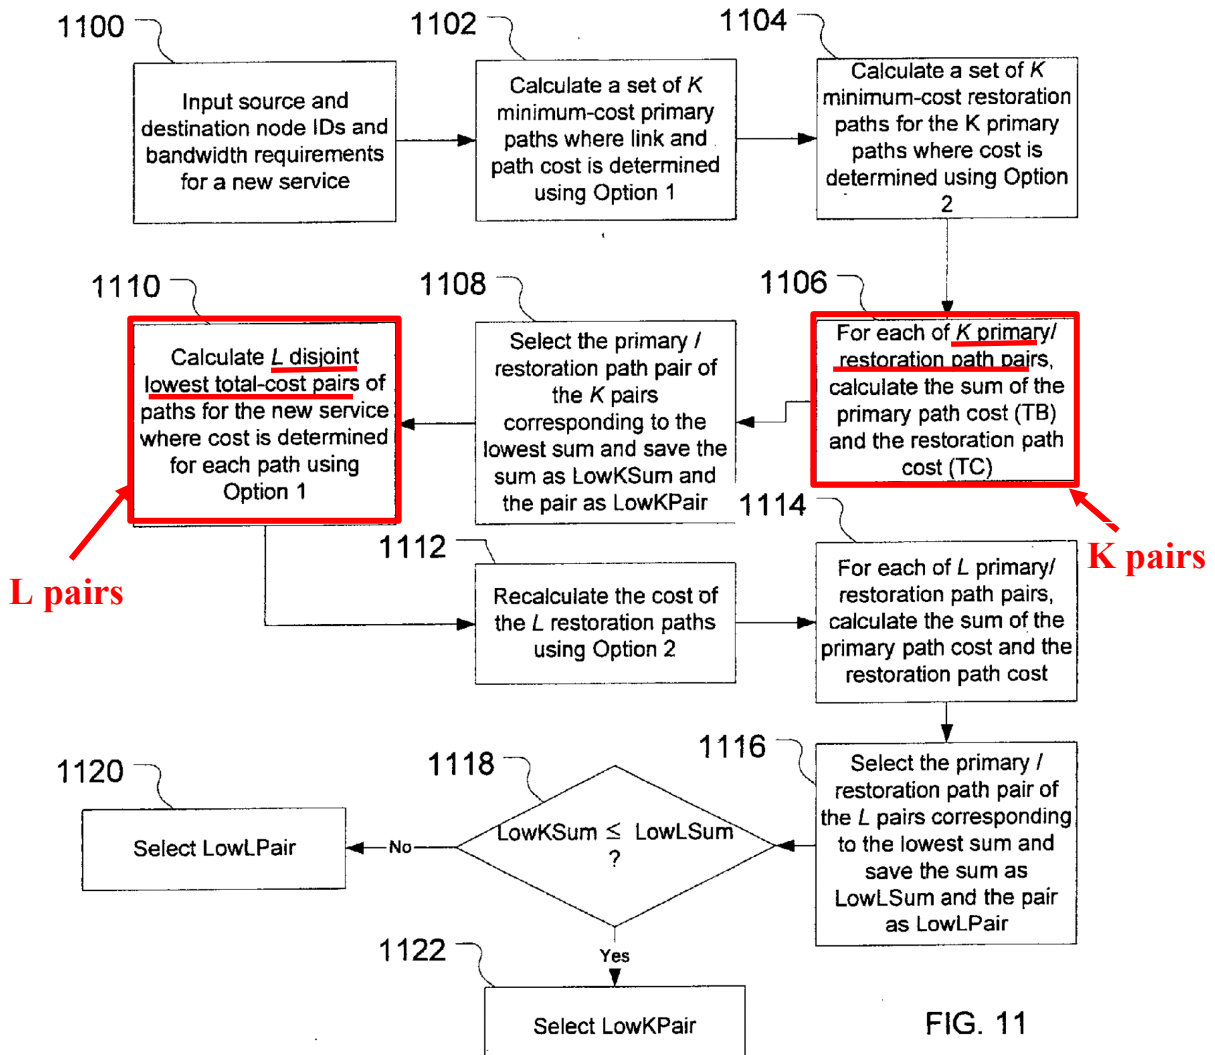 1100
Input source and
destination node IDs and
bandwidth requirements
for a new service
1102
Calculate a set of K
minimum-cost primary
paths where link and
path cost is determined
using Option 1
1104
Calculate a set of K
minimum-cost restoration
paths for the K primary
paths where cost is
determined using Option
2
1106
For each of K primary/
restoration path pairs,
calculate the sum of the
primary path cost (TB)
and the restoration path
cost (TC)
K pairs
1108
Select the primary /
restoration path pair of
the K pairs
corresponding to the
lowest sum and save the
sum as LowKSum and
the pair as LowKPair
1110
Calculate L disjoint
lowest total-cost pairs of
paths for the new service
where cost is determined
for each path using
Option 1
L pairs
1112
Recalculate the cost of
the L restoration paths
using Option 2
1114
For each of L primary/
restoration path pairs,
calculate the sum of the
primary path cost and the
restoration path cost
1116
Select the primary /
restoration path pair of
the L pairs corresponding
to the lowest sum and
save the sum as
LowLSum and the pair
as LowLPair
1118
LowKSum ≤ LowLSum
?
No
1120
Select LowLPair
Yes
1122
Select LowKPair
FIG. 11